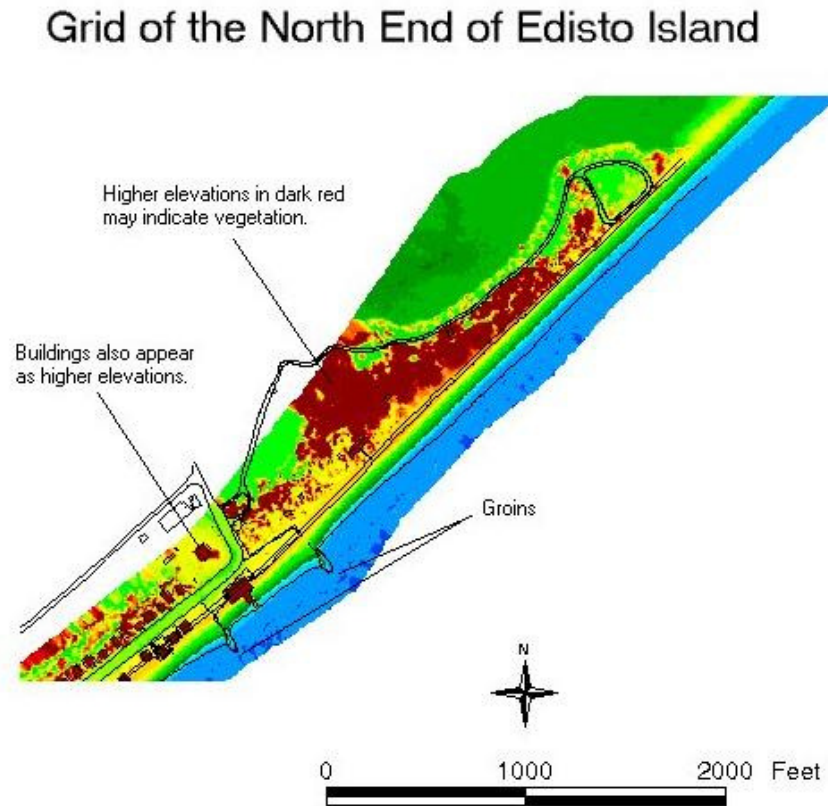 Grid of the North End of Edisto Island
Higher elevations in dark red
may indicate vegetation.
Buildings also appear
as higher elevations.
Groins
N
0 1000 2000 Feet